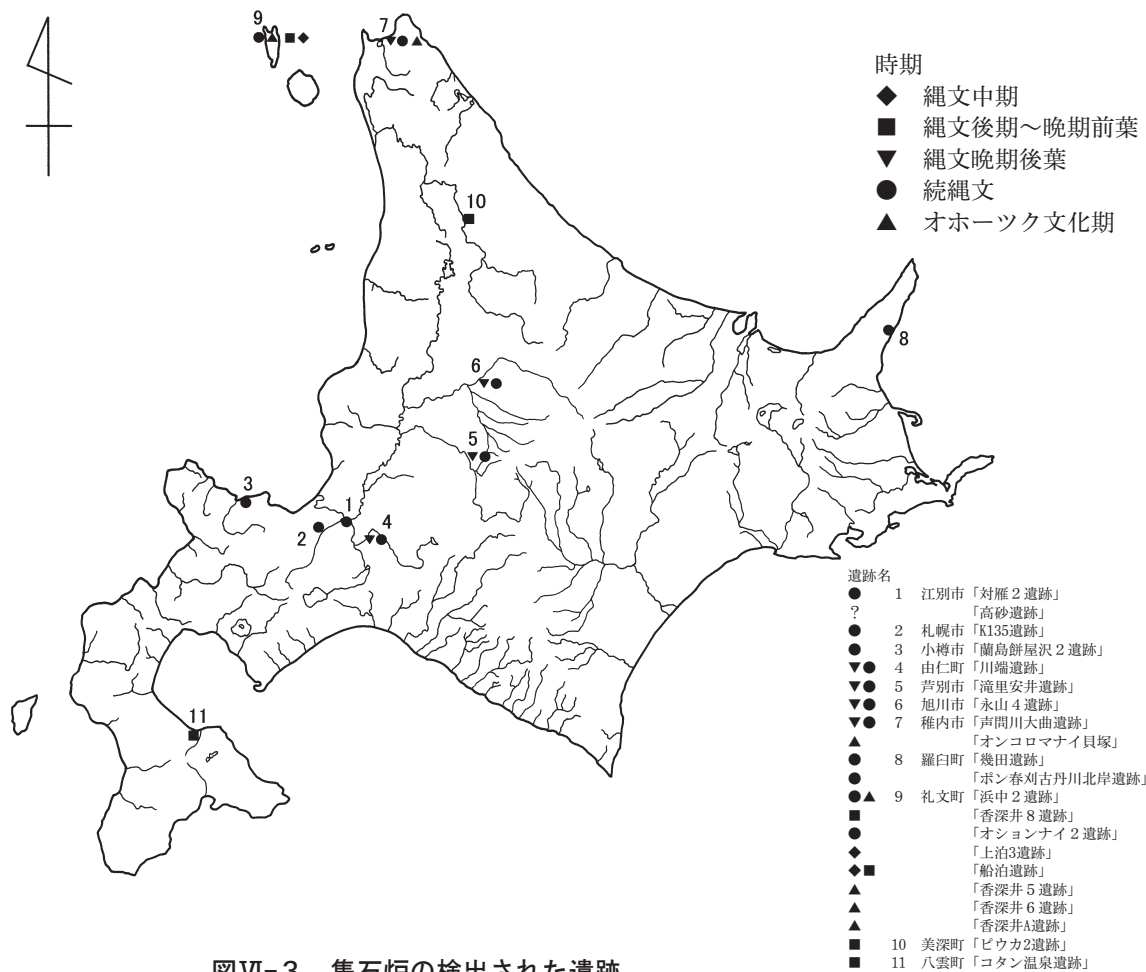 9
7
時期
◆ 縄文中期
■ 縄文後期～晩期前葉
▼ 縄文晩期後葉
● 続縄文
▲ オホーツク文化期
10
8
6
5
3
1
2
4
11
遺跡名
● 1 江別市「対雁２遺跡」
? 「高砂遺跡」
● 2 札幌市「K135遺跡」
● 3 小樽市「蘭島餅屋沢２遺跡」
▼● 4 由仁町「川端遺跡」
▼● 5 芦別市「滝里安井遺跡」
▼● 6 旭川市「永山４遺跡」
▼● 7 稚内市「声問川大曲遺跡」
▲ 「オンコロマナイ貝塚」
● 8 羅臼町「幾田遺跡」
● 「ポン春刈古丹川北岸遺跡」
●▲ 9 礼文町「浜中２遺跡」
■ 「香深井８遺跡」
● 「オションナイ２遺跡」
◆ 「上泊3遺跡」
◆■ 「船泊遺跡」
▲ 「香深井５遺跡」
▲ 「香深井６遺跡」
▲ 「香深井A遺跡」
■ 10 美深町「ピウカ2遺跡」
■ 11 八雲町「コタン温泉遺跡」
図Ⅵ-３ 集石炉の検出された遺跡